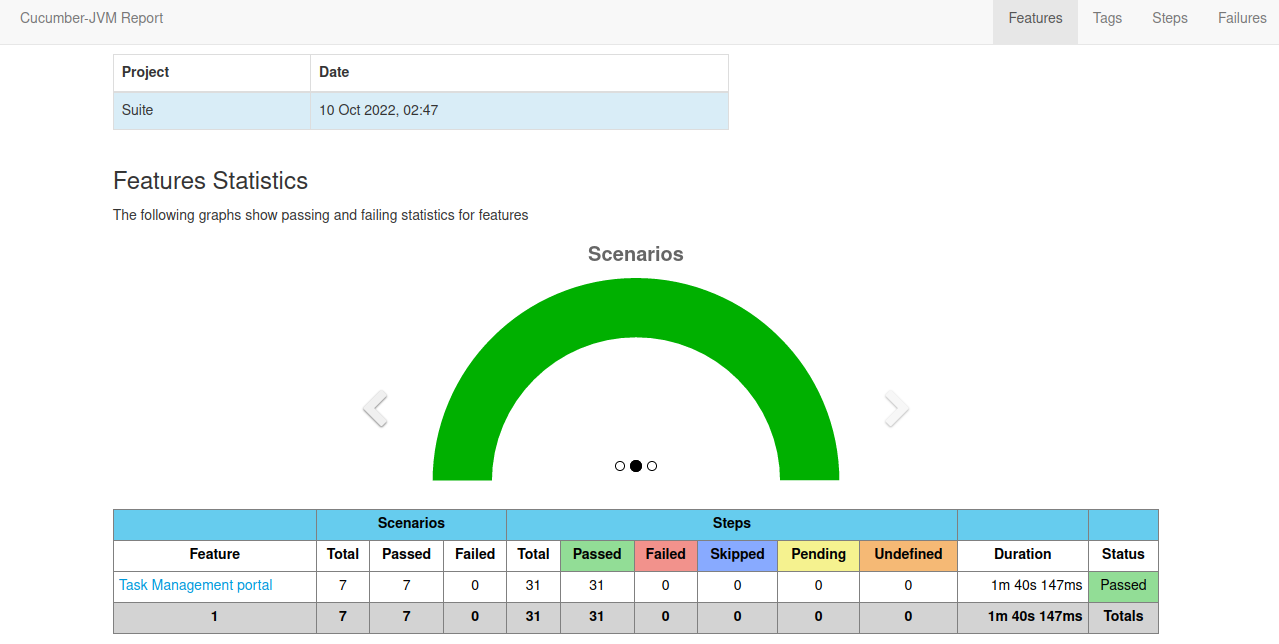 Cucumber-JVM Report Features Tags Steps Failures
Project Date
Suite 10 Oct 2022, 02:47
Features Statistics
The following graphs show passing and failing statistics for features
Scenarios
Scenarios Steps
Feature Total Passed Failed Total Passed Failed Skipped Pending Undefined Duration Status
Task Management portal 7 7 0 31 31 0 0 0 0 1m 40s 147ms Passed
1 7 7 0 31 31 0 0 0 0 1m 40s 147ms Totals